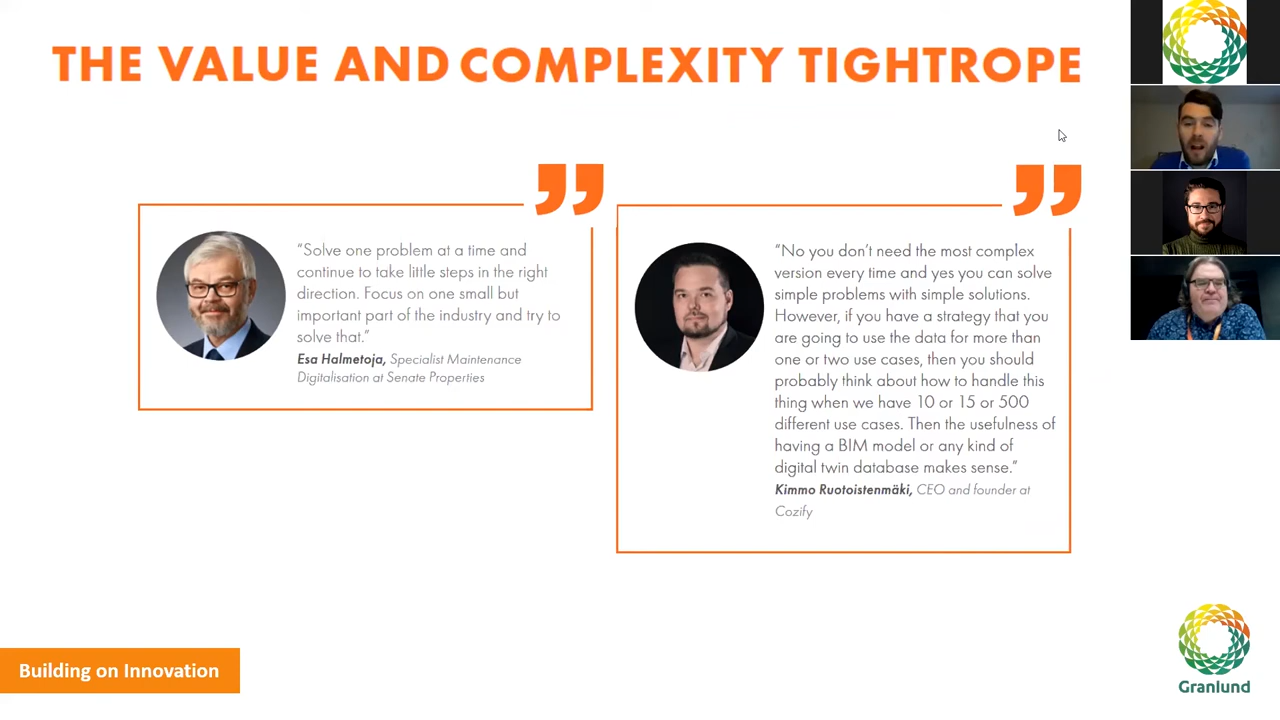 THE VALUE AND COMPLEXITY TIGHTROPE
“Solve one problem at a time and
continue to take little steps in the right
direction. Focus on one small but
important part of the industry and try to
solve that.”
Esa Halmetoja, Specialist Maintenance
Digitalisation at Senate Properties
“No you don’t need the most complex
version every time and yes you can solve
simple problems with simple solutions.
However, if you have a strategy that you
are going to use the data for more than
one or two use cases, then you should
probably think about how to handle this
thing when we have 10 or 15 or 500
different use cases. Then the usefulness of
having a BIM model or any kind of
digital twin database makes sense.”
Kimmo Ruotoistenmäki, CEO and founder at
Cozify
Building on Innovation
Granlund